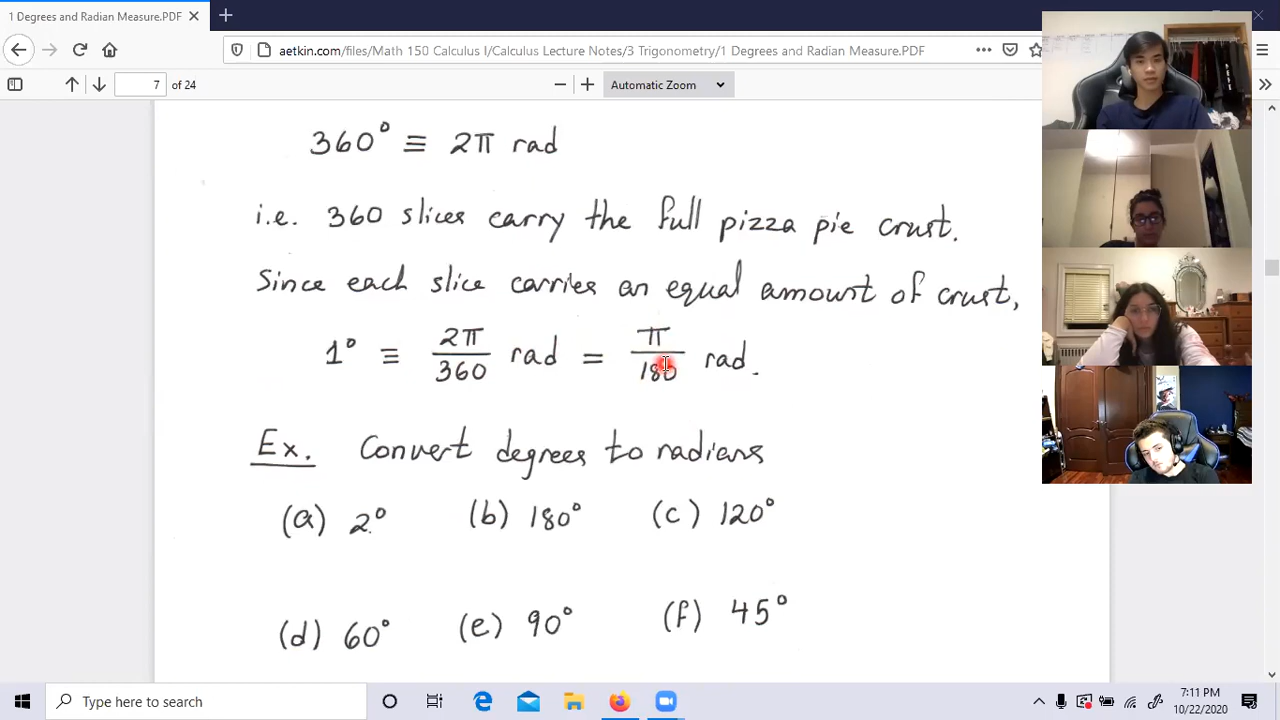 1 Degrees and Radian Measure.PDF
aetkin.com/ th 150 Calculus I/Calculus Lecture Notes/3 Trigonometry/1 Degrees and Radian Measure.PDF
7 of 24
Automatic Zoom
360° ≡ 2π rad
i.e. 360 slices carry the full pizza pie crust.
Since each slice carries an equal amount of crust,
1° ≡ 2π/360 rad = π/180 rad.
Ex. Convert degrees to radians
(a) 2° (b) 180° (c) 120°
(d) 60° (e) 90° (f) 45°
Type here to search
7:11 PM
10/22/2020